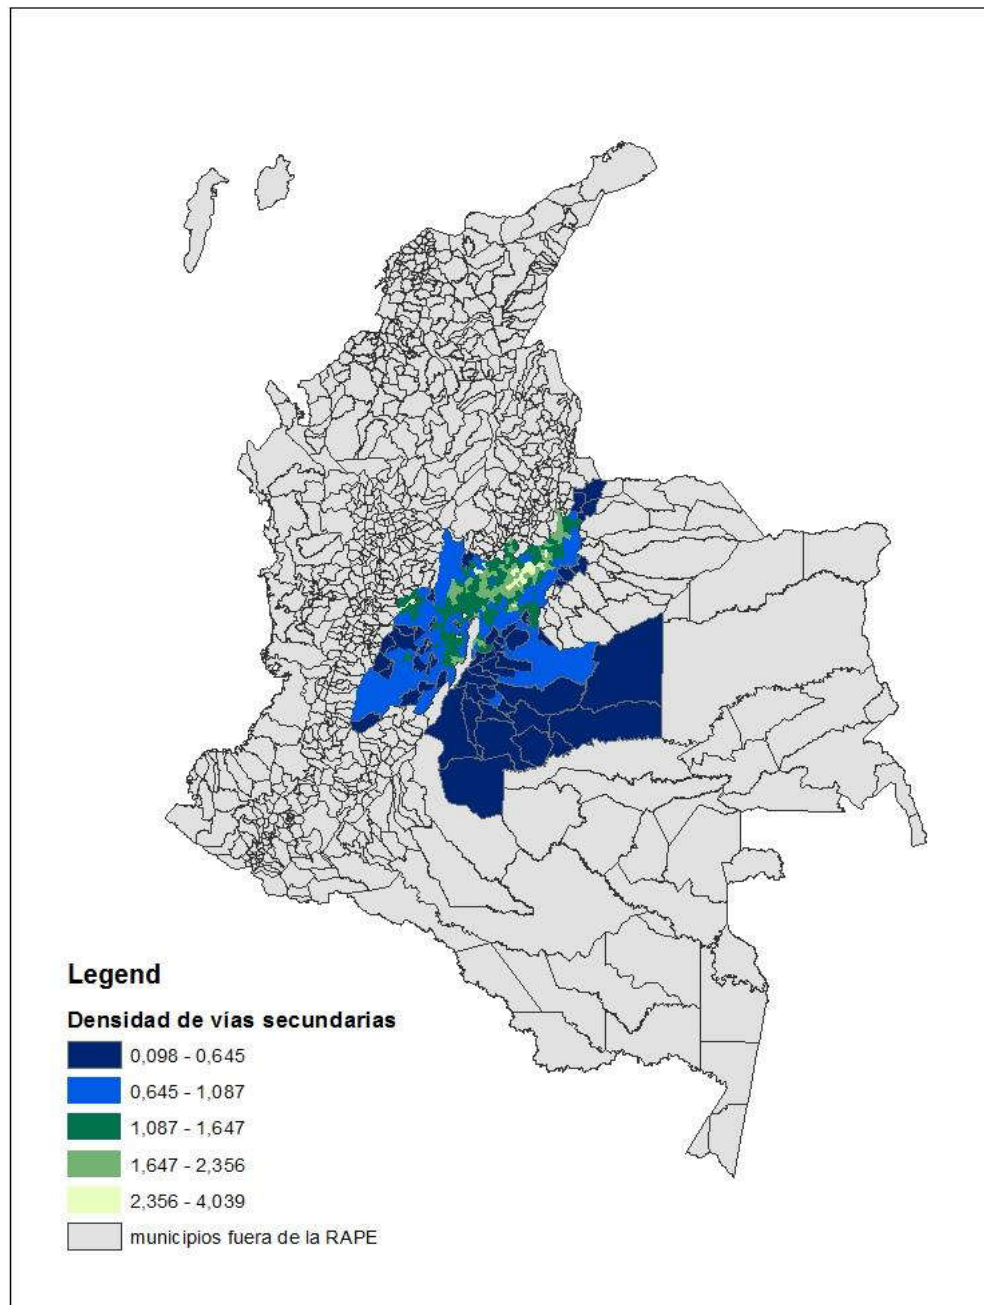 Legend
Densidad de vías secundarias
0,098 - 0,645
0,645 - 1,087
1,087 - 1,647
1,647 - 2,356
2,356 - 4,039
municipios fuera de la RAPE